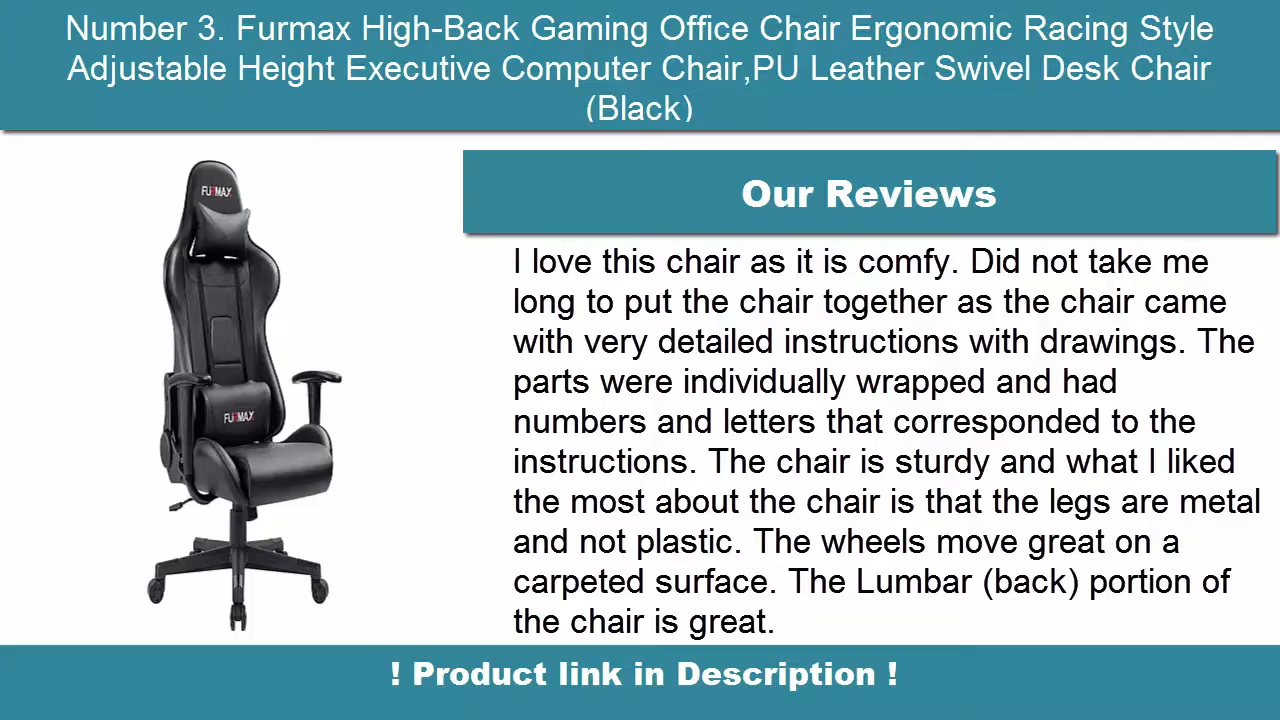 Number 3. Furmax High-Back Gaming Office Chair Ergonomic Racing Style
Adjustable Height Executive Computer Chair,PU Leather Swivel Desk Chair
(Black)
FURMAX
FURMAX
Our Reviews
I love this chair as it is comfy. Did not take me
long to put the chair together as the chair came
with very detailed instructions with drawings. The
parts were individually wrapped and had
numbers and letters that corresponded to the
instructions. The chair is sturdy and what I liked
the most about the chair is that the legs are metal
and not plastic. The wheels move great on a
carpeted surface. The Lumbar (back) portion of
the chair is great.
! Product link in Description !